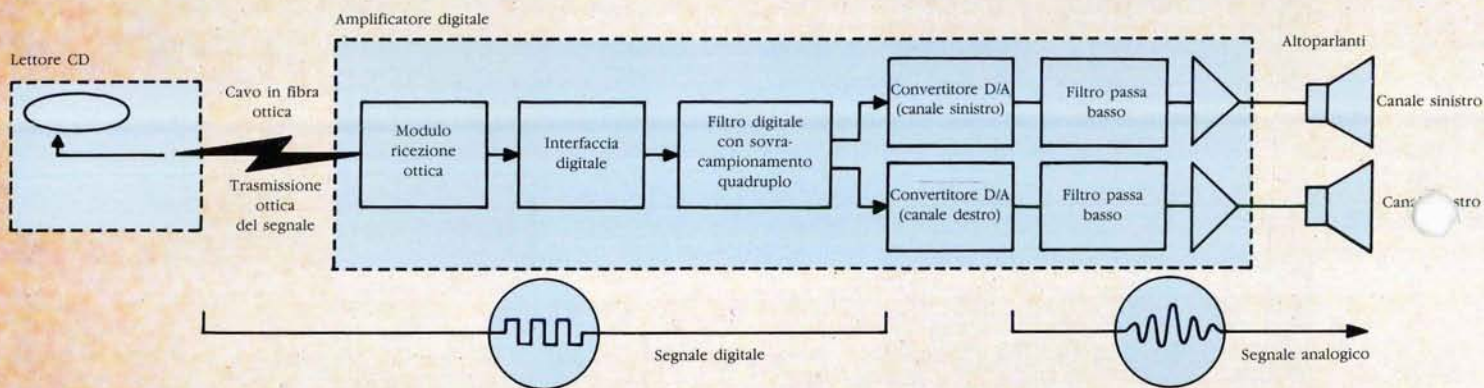 Amplificatore digitale
Lettore CD
Altoparlanti
Cavo in fibra
ottica
Trasmissione
ottica
del segnale
Modulo
ricezione
ottica
Interfaccia
digitale
Filtro digitale
con sovra-
campionamento
quadruplo
Convertitore D/A
(canale sinistro)
Filtro passa
basso
Canale sinistro
Convertitore D/A
(canale destro)
Filtro passa
basso
Segnale digitale
Segnale analogico